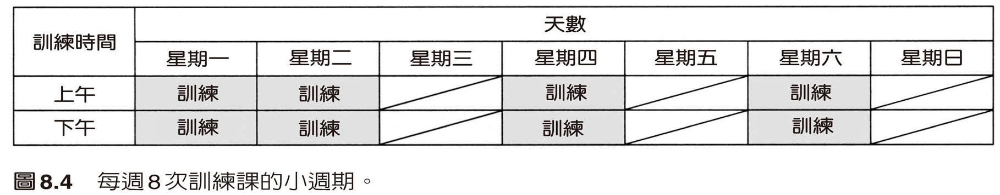 訓練時間 天數
星期一 星期二 星期三 星期四 星期五 星期六 星期日
上午 訓練 訓練 訓練 訓練
下午 訓練 訓練 訓練 訓練
圖8.4 每週8次訓練課的小週期。